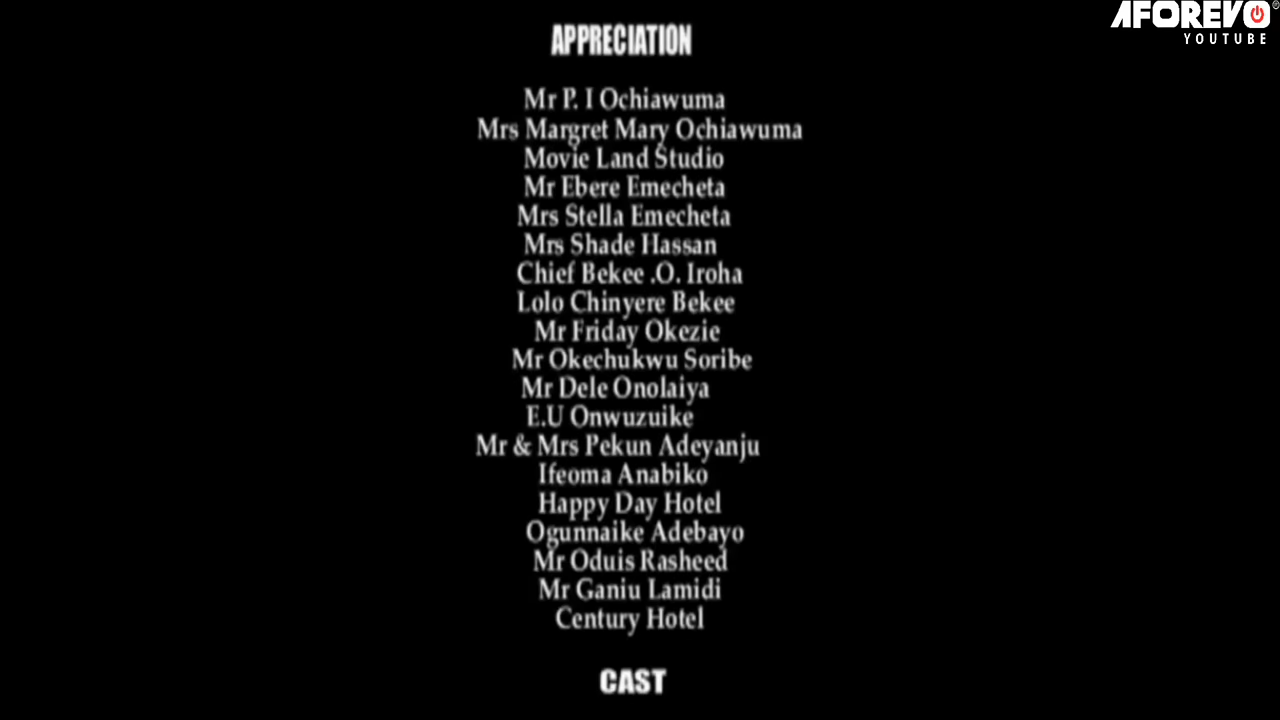 AFOREVO
YOUTUBE
APPRECIATION
Mr P. I Ochiawuma
Mrs Margret Mary Ochiawuma
Movie Land Studio
Mr Ebere Emecheta
Mrs Stella Emecheta
Mrs Shade Hassan
Chief Bekee .O. Iroha
Lolo Chinyere Bekee
Mr Friday Okezie
Mr Okechukwu Soribe
Mr Dele Onolaiya
E.U Onwuzuike
Mr & Mrs Pekun Adeyanju
Ifeoma Anabiko
Happy Day Hotel
Ogunnaike Adebayo
Mr Oduis Rasheed
Mr Ganiu Lamidi
Century Hotel
CAST